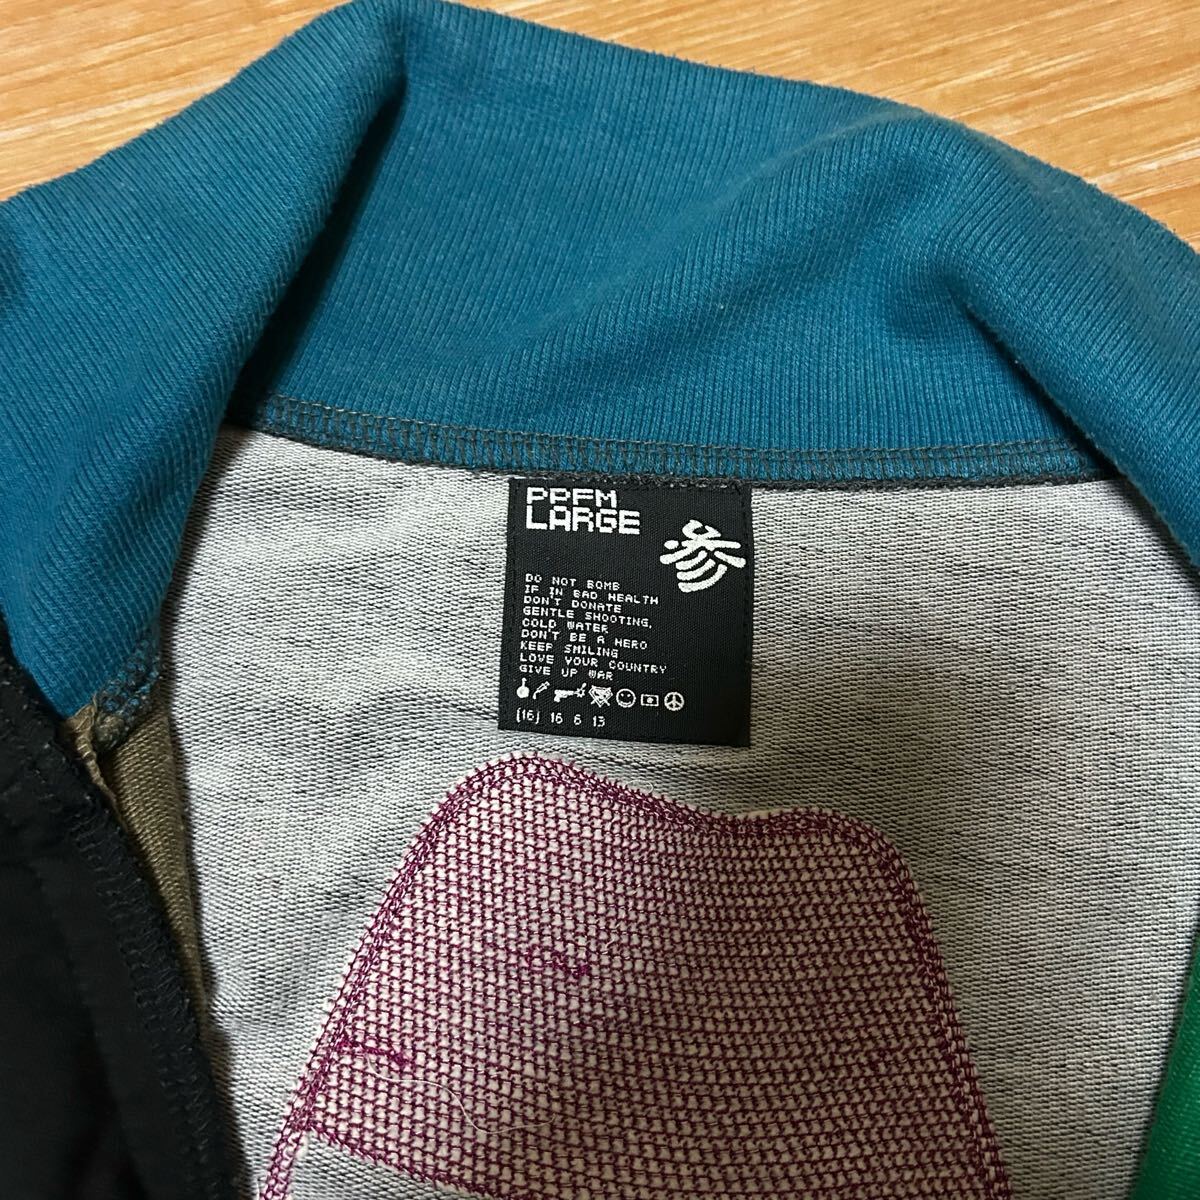 PPFM
LARGE
参
DO NOT BOMB
IF IN BAD HEALTH
DON'T DONATE
GENTLE SHOOTING.
COLD WATER
DON'T BE A HERO
KEEP SMILING
LOVE YOUR COUNTRY
GIVE UP WAR
(16) 16 6 13